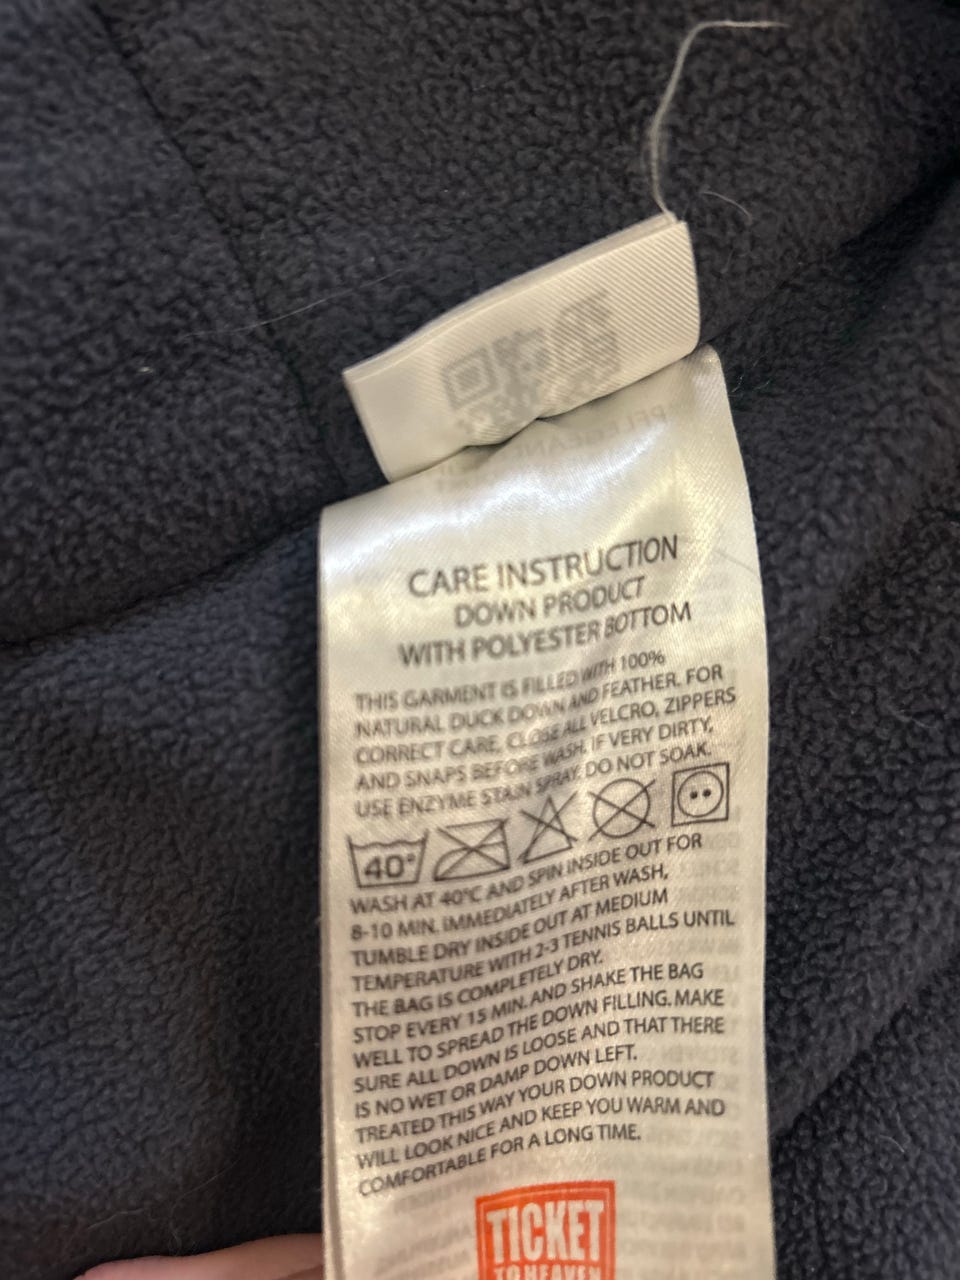 CARE INSTRUCTION
DOWN PRODUCT
WITH POLYESTER BOTTOM
THIS GARMENT IS FILLED WITH 100%
NATURAL DUCK DOWN AND FEATHER. FOR
CORRECT CARE, CLOSE ALL VELCRO, ZIPPERS
AND SNAPS BEFORE WASH. IF VERY DIRTY,
USE ENZYME STAIN SPRAY. DO NOT SOAK.
40°
WASH AT 40°C AND SPIN INSIDE OUT FOR
8-10 MIN. IMMEDIATELY AFTER WASH,
TUMBLE DRY INSIDE OUT AT MEDIUM
TEMPERATURE WITH 2-3 TENNIS BALLS UNTIL
THE BAG IS COMPLETELY DRY.
STOP EVERY 15 MIN. AND SHAKE THE BAG
WELL TO SPREAD THE DOWN FILLING. MAKE
SURE ALL DOWN IS LOOSE AND THAT THERE
IS NO WET OR DAMP DOWN LEFT.
TREATED THIS WAY YOUR DOWN PRODUCT
WILL LOOK NICE AND KEEP YOU WARM AND
COMFORTABLE FOR A LONG TIME.
TICKET
TO HEAVEN